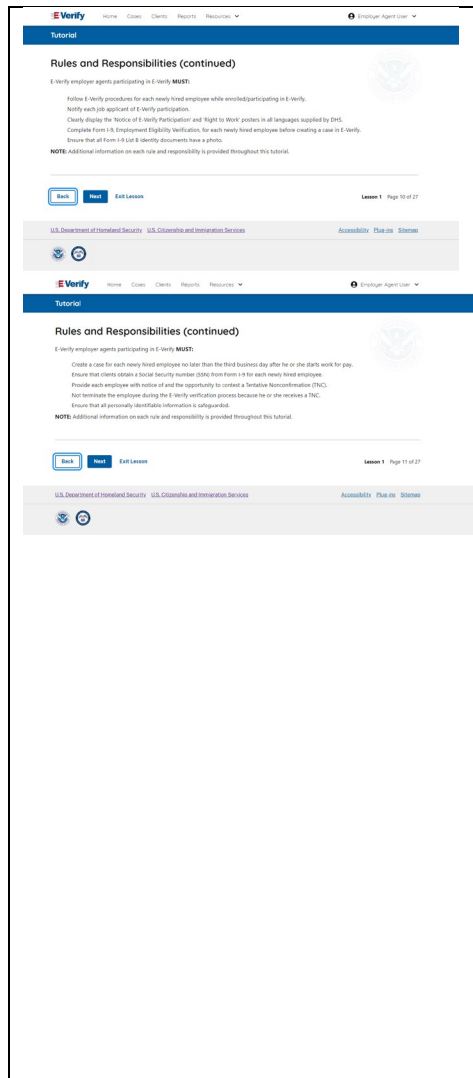 E-Verify Home Cases Clients Reports Resources Employer Agent User
Tutorial
Rules and Responsibilities (continued)
E-Verify employer agents participating in E-Verify MUST:
Follow E-Verify procedures for each newly hired employee while enrolled/participating in E-Verify.
Notify each job applicant of E-Verify participation.
Clearly display the 'Notice of E-Verify Participation' and 'Right to Work' posters in all languages supplied by DHS.
Complete Form I-9, Employment Eligibility Verification, for each newly hired employee before creating a case in E-Verify.
Ensure that all Form I-9 List B identity documents have a photo.
NOTE: Additional information on each rule and responsibility is provided throughout this tutorial.
Back Next Exit Lesson Lesson 1 Page 10 of 27
U.S. Department of Homeland Security U.S. Citizenship and Immigration Services Accessibility Plug-ins Sitemap
E-Verify Home Cases Clients Reports Resources Employer Agent User
Tutorial
Rules and Responsibilities (continued)
E-Verify employer agents participating in E-Verify MUST:
Create a case for each newly hired employee no later than the third business day after he or she starts work for pay.
Ensure that clients obtain a Social Security number (SSN) from Form I-9 for each newly hired employee.
Provide each employee with notice of and the opportunity to contest a Tentative Nonconfirmation (TNC).
Not terminate the employee during the E-Verify verification process because he or she receives a TNC.
Ensure that all personally identifiable information is safeguarded.
NOTE: Additional information on each rule and responsibility is provided throughout this tutorial.
Back Next Exit Lesson Lesson 1 Page 11 of 27
U.S. Department of Homeland Security U.S. Citizenship and Immigration Services Accessibility Plug-ins Sitemap